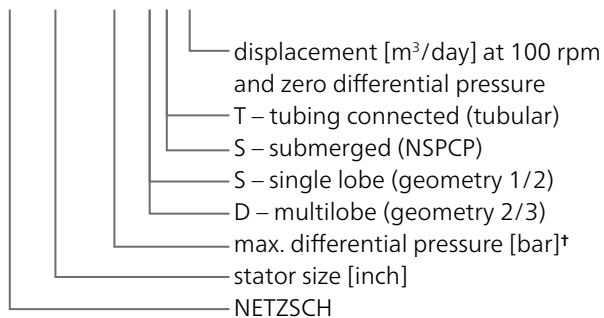 displacement [m³/day] at 100 rpm
and zero differential pressure
T – tubing connected (tubular)
S – submerged (NSPCP)
S – single lobe (geometry 1/2)
D – multilobe (geometry 2/3)
max. differential pressure [bar]†
stator size [inch]
NETZSCH